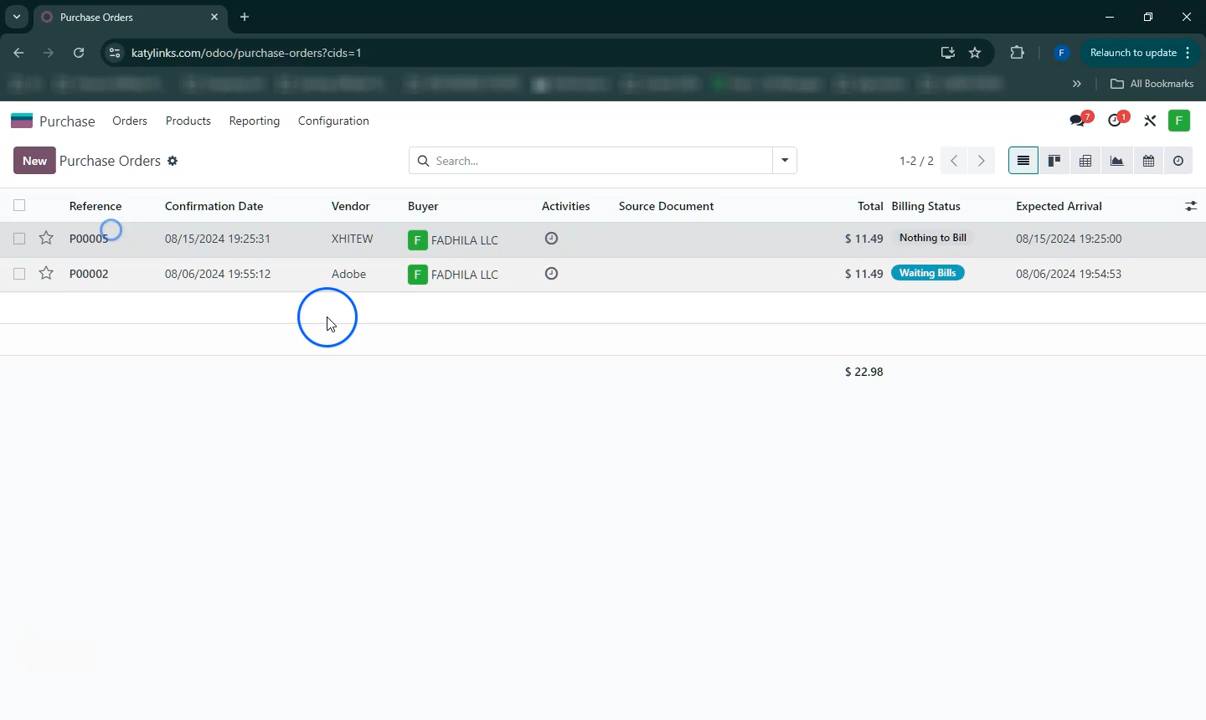 Purchase Orders
katylinks.com/odoo/purchase-orders?cids=1
F
Relaunch to update
All Bookmarks
Purchase Orders Products Reporting Configuration
7 1 F
New Purchase Orders Search... 1-2 / 2
Reference Confirmation Date Vendor Buyer Activities Source Document Total Billing Status Expected Arrival
P00005 08/15/2024 19:25:31 XHITEW F FADHILA LLC $ 11.49 Nothing to Bill 08/15/2024 19:25:00
P00002 08/06/2024 19:55:12 Adobe F FADHILA LLC $ 11.49 Waiting Bills 08/06/2024 19:54:53
$ 22.98